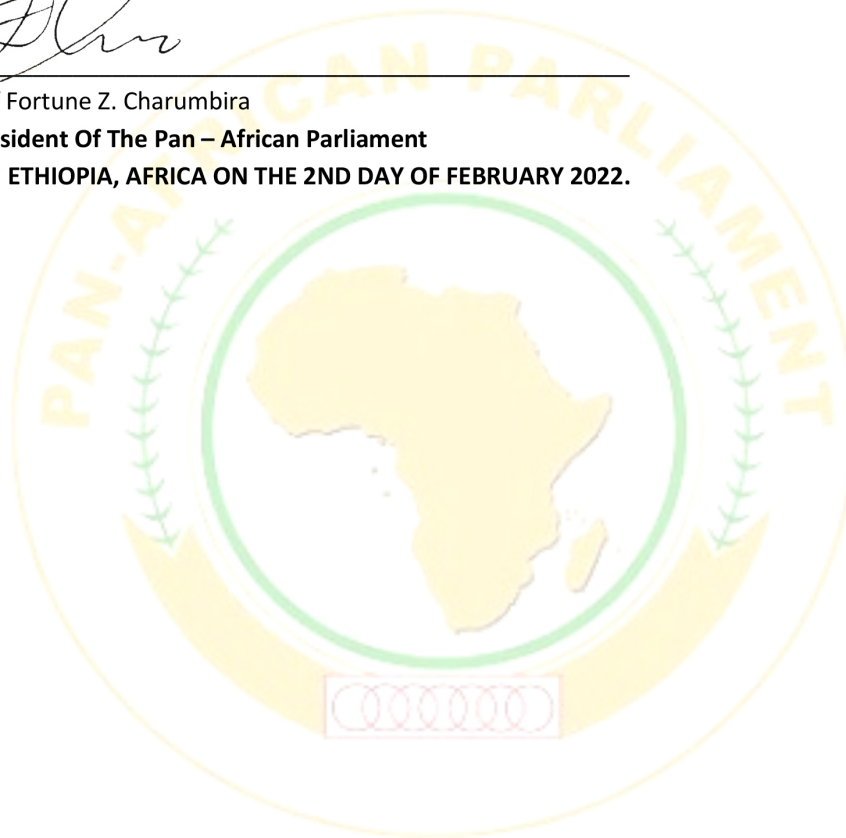 Fortune Z. Charumbira
sident Of The Pan – African Parliament
ETHIOPIA, AFRICA ON THE 2ND DAY OF FEBRUARY 2022.
PAN-AFRICAN PARLIAMENT